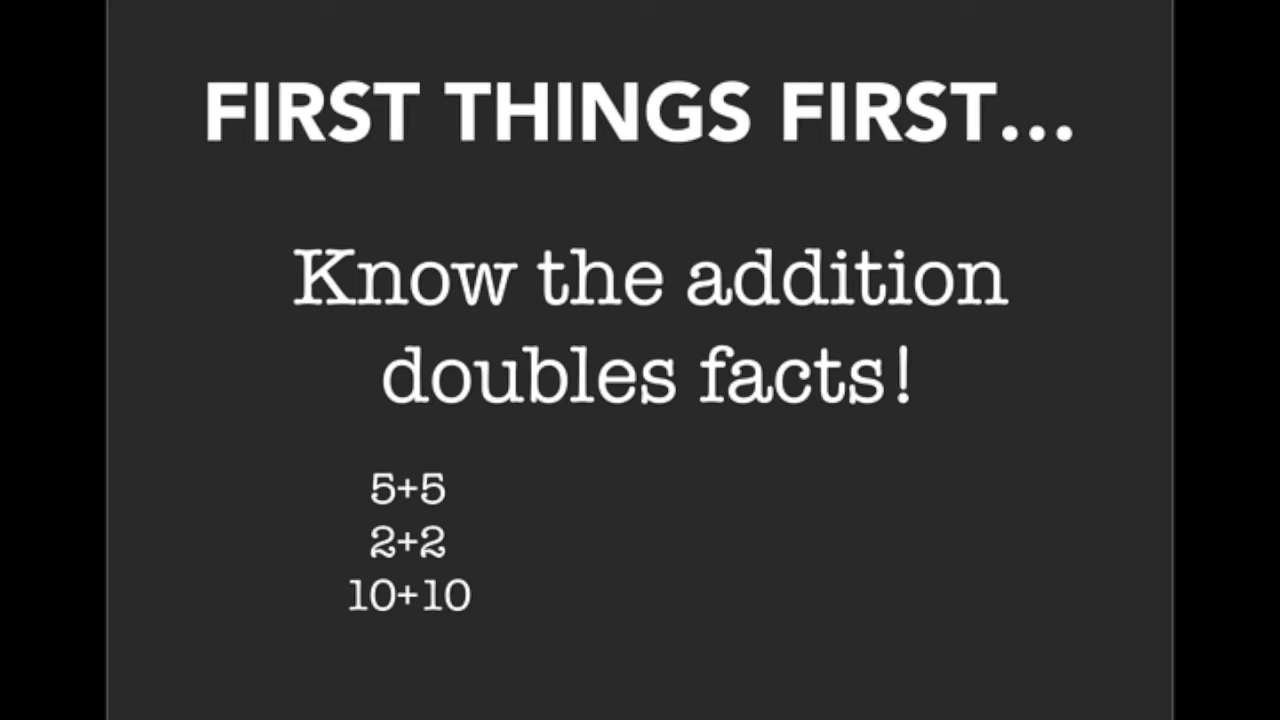 FIRST THINGS FIRST...
Know the addition
doubles facts!
5+5
2+2
10+10